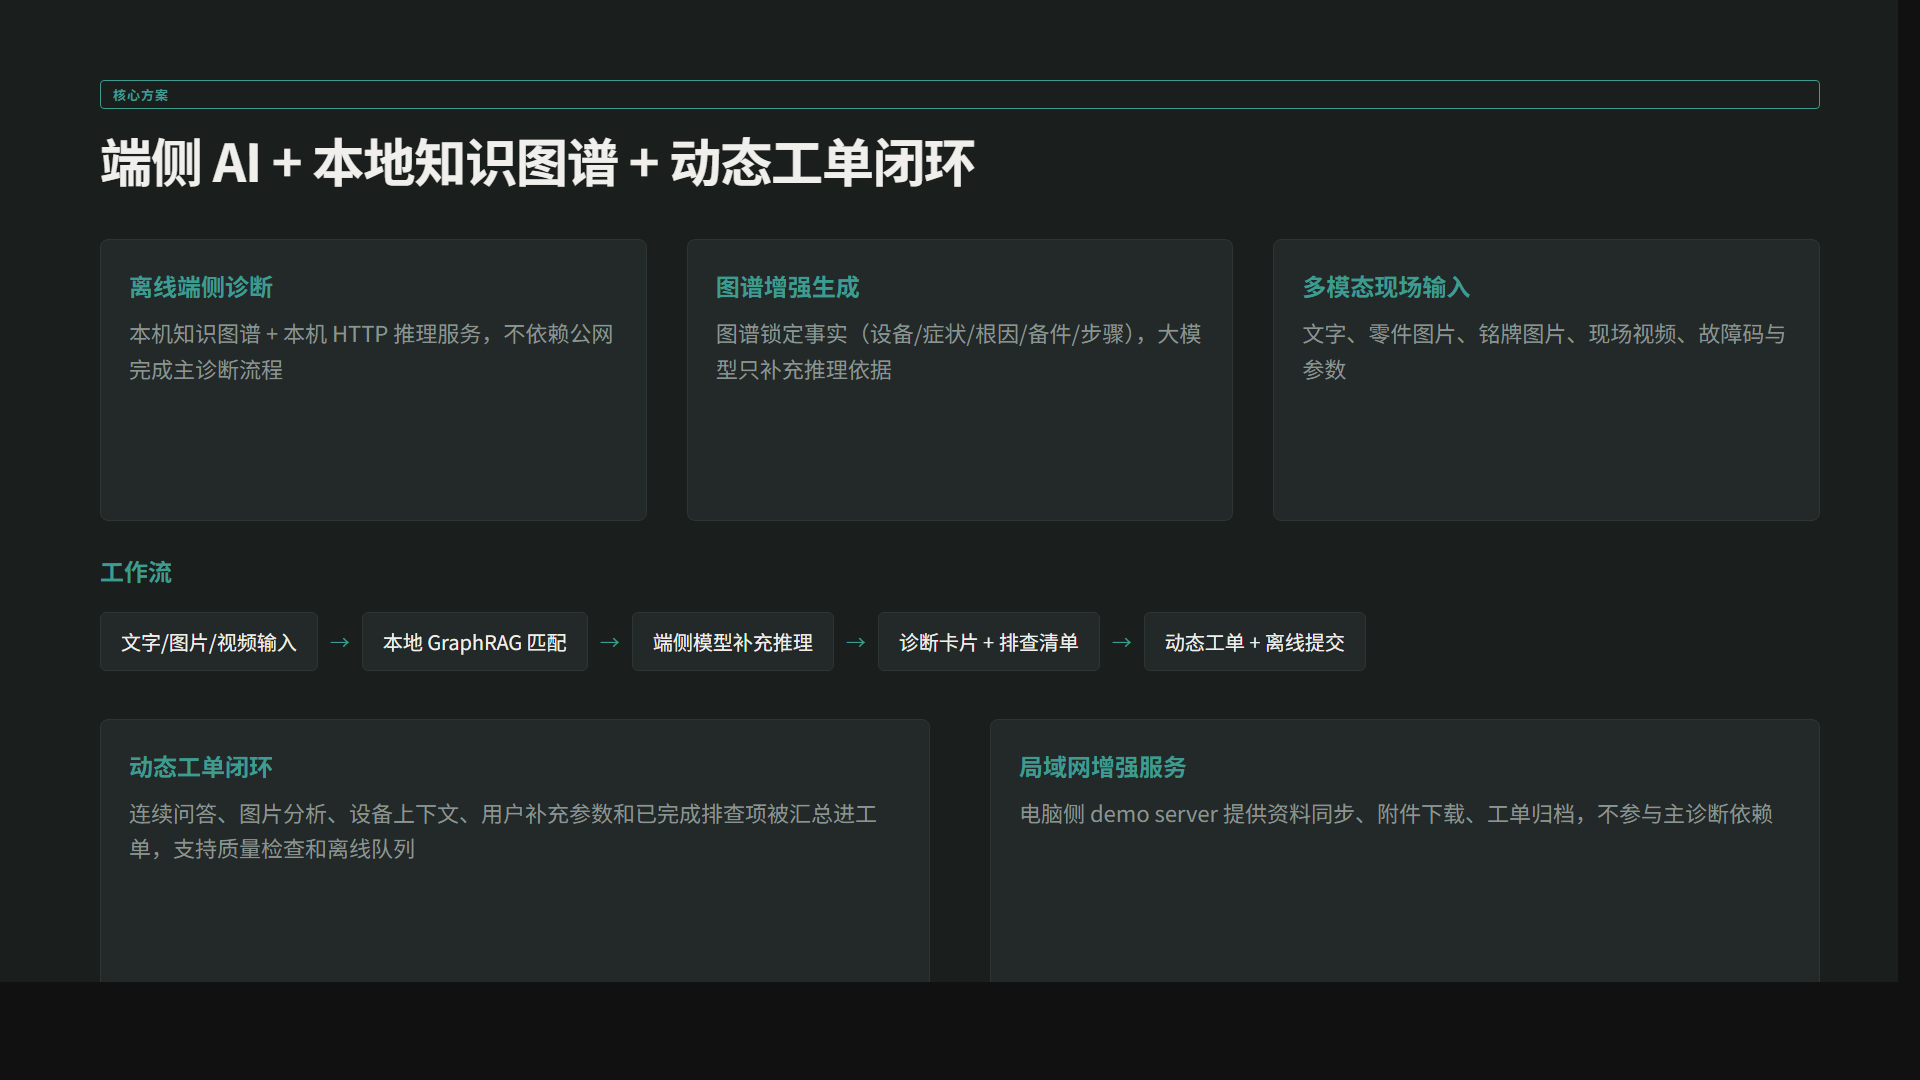 核心方案
端侧 AI + 本地知识图谱 + 动态工单闭环
离线端侧诊断
本机知识图谱 + 本机 HTTP 推理服务，不依赖公网
完成主诊断流程
图谱增强生成
图谱锁定事实（设备/症状/根因/备件/步骤），大模
型只补充推理依据
多模态现场输入
文字、零件图片、铭牌图片、现场视频、故障码与
参数
工作流
文字/图片/视频输入 → 本地 GraphRAG 匹配 → 端侧模型补充推理 → 诊断卡片 + 排查清单 → 动态工单 + 离线提交
动态工单闭环
连续问答、图片分析、设备上下文、用户补充参数和已完成排查项被汇总进工
单，支持质量检查和离线队列
局域网增强服务
电脑侧 demo server 提供资料同步、附件下载、工单归档，不参与主诊断依赖